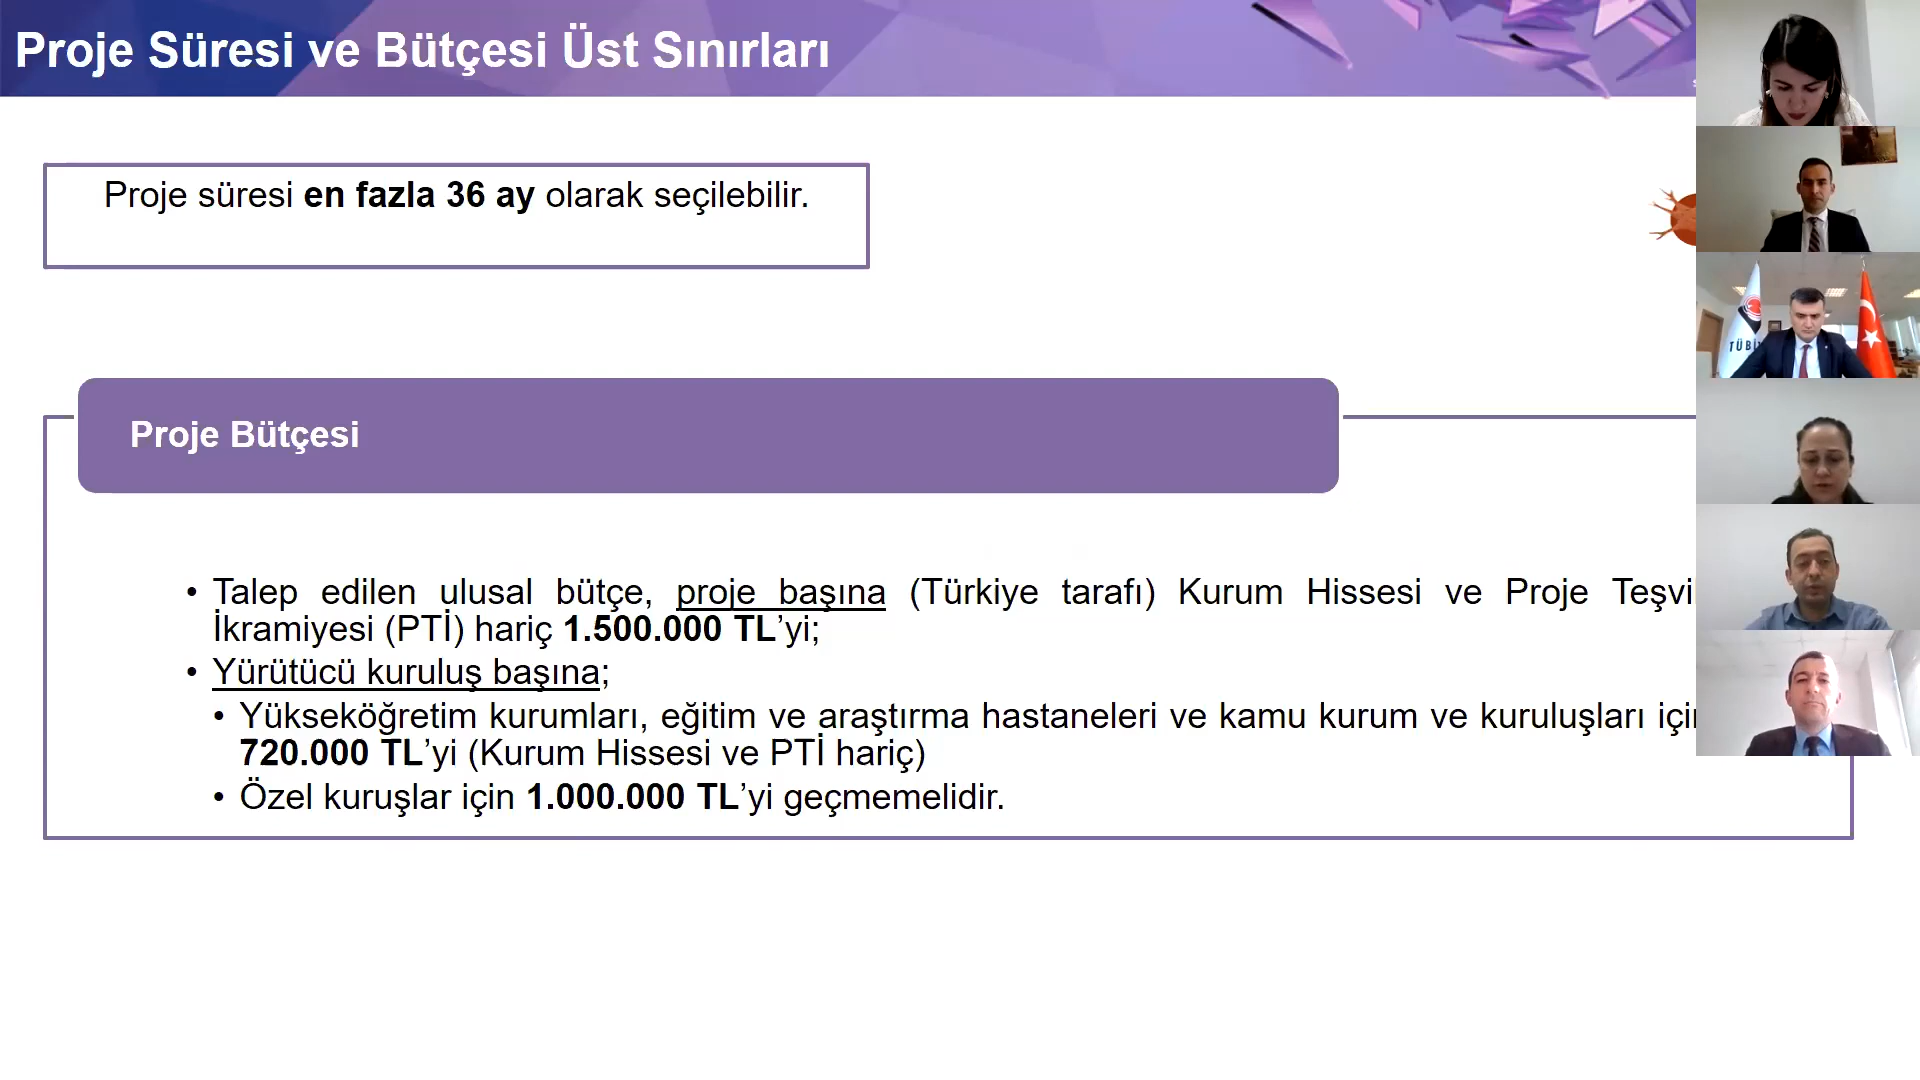 Proje Süresi ve Bütçesi Üst Sınırları
Proje süresi en fazla 36 ay olarak seçilebilir.
Proje Bütçesi
• Talep edilen ulusal bütçe, proje başına (Türkiye tarafı) Kurum Hissesi ve Proje
İkramiyesi (PTİ) hariç 1.500.000 TL’yi;
• Yürütücü kuruluş başına;
• Yükseköğretim kurumları, eğitim ve araştırma hastaneleri ve kamu kurum ve kuruluşları
720.000 TL’yi (Kurum Hissesi ve PTİ hariç)
• Özel kuruşlar için 1.000.000 TL’yi geçmemelidir.